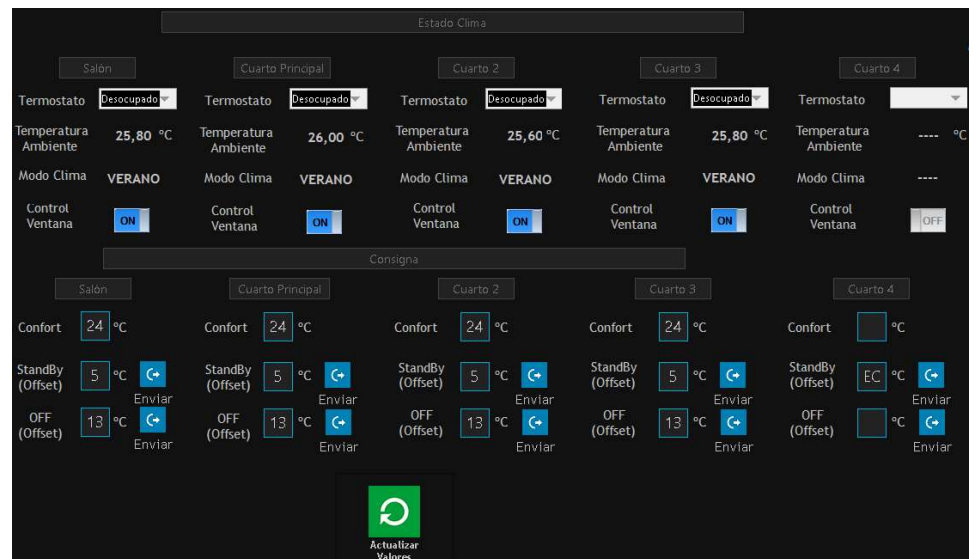 Estado Clima
Salón Cuarto Principal Cuarto 2 Cuarto 3 Cuarto 4
Termostato Desocupado Termostato Desocupado Termostato Desocupado Termostato Desocupado Termostato
Temperatura Ambiente 25,80 °C Temperatura Ambiente 26,00 °C Temperatura Ambiente 25,60 °C Temperatura Ambiente 25,80 °C Temperatura Ambiente ---- °C
Modo Clima VERANO Modo Clima VERANO Modo Clima VERANO Modo Clima VERANO Modo Clima ----
Control Ventana ON Control Ventana ON Control Ventana ON Control Ventana ON Control Ventana OFF
Consigna
Salón Cuarto Principal Cuarto 2 Cuarto 3 Cuarto 4
Confort 24 °C Confort 24 °C Confort 24 °C Confort 24 °C Confort °C
StandBy (Offset) 5 °C StandBy (Offset) 5 °C StandBy (Offset) 5 °C StandBy (Offset) 5 °C StandBy (Offset) EC °C
Enviar Enviar Enviar Enviar Enviar
OFF (Offset) 13 °C OFF (Offset) 13 °C OFF (Offset) 13 °C OFF (Offset) 13 °C OFF (Offset) °C
Enviar Enviar Enviar Enviar Enviar
Actualizar
Valores